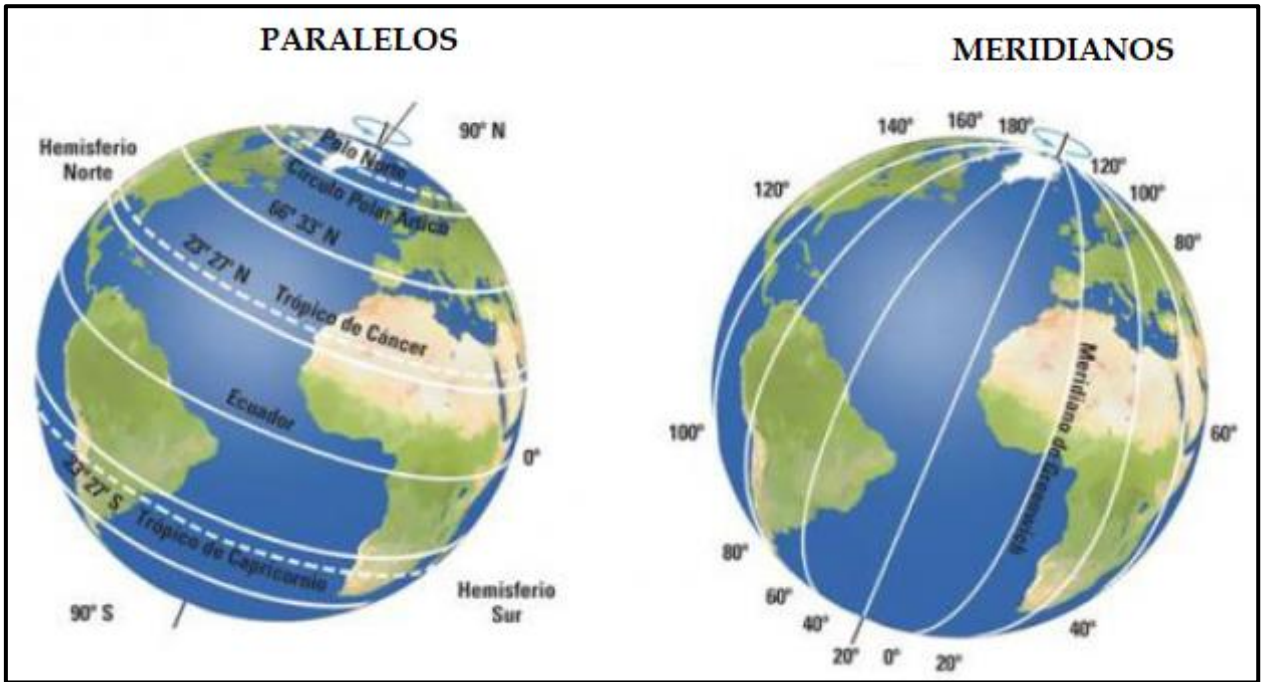 PARALELOS
90° N
Hemisferio
Norte
Polo Norte
Círculo Polar Ártico
66° 33' N
23° 27' N
Trópico de Cáncer
Ecuador
0°
23° 27' S
Trópico de Capricornio
Hemisferio
Sur
90° S
MERIDIANOS
140°
160°
180°
120°
120°
100°
80°
100°
60°
Meridiano de Greenwich
80°
60°
40°
20°
0°
20°
40°